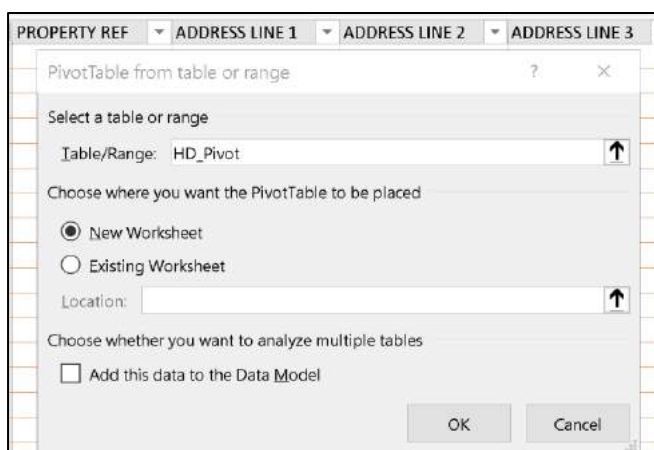 PROPERTY REF ADDRESS LINE 1 ADDRESS LINE 2 ADDRESS LINE 3
PivotTable from table or range ? ×
Select a table or range
Table/Range: HD_Pivot
Choose where you want the PivotTable to be placed
New Worksheet
Existing Worksheet
Location:
Choose whether you want to analyze multiple tables
Add this data to the Data Model
OK Cancel